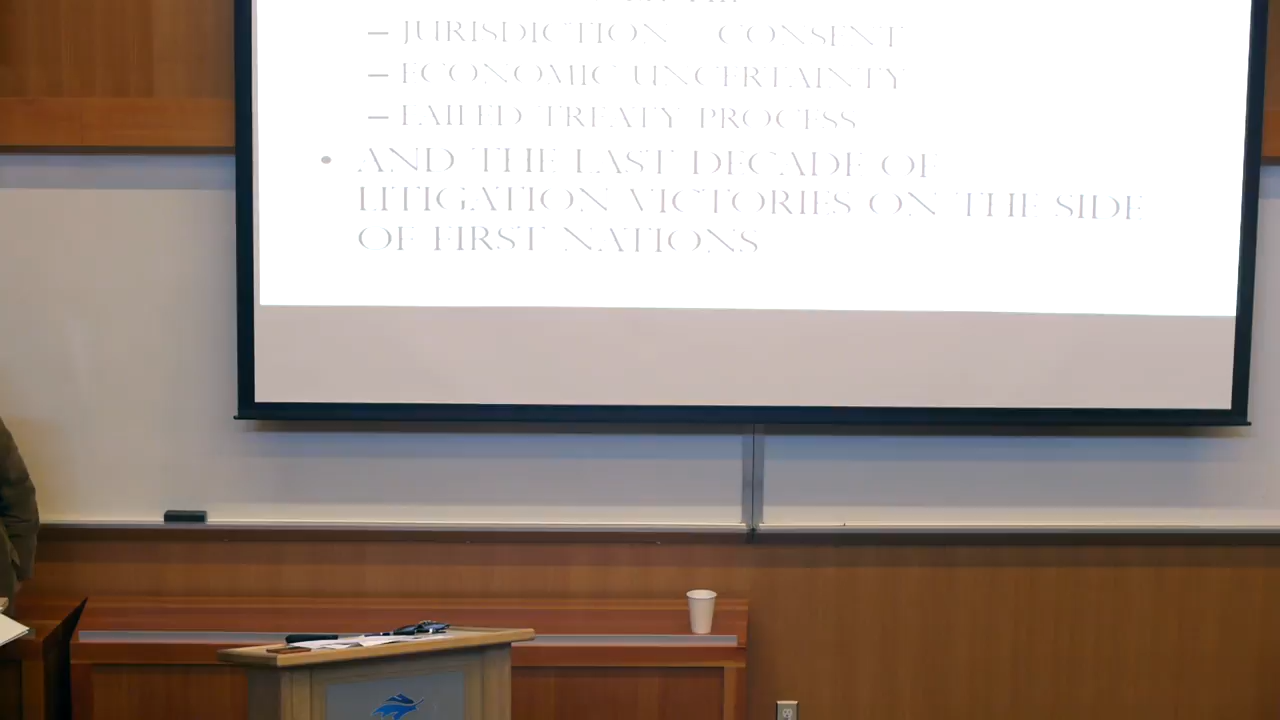 – JURISDICTION CONSENT
– ECONOMIC UNCERTAINTY
– FAILED TREATY PROCESS
• AND THE LAST DECADE OF
LITIGATION VICTORIES ON THE SIDE
OF FIRST NATIONS